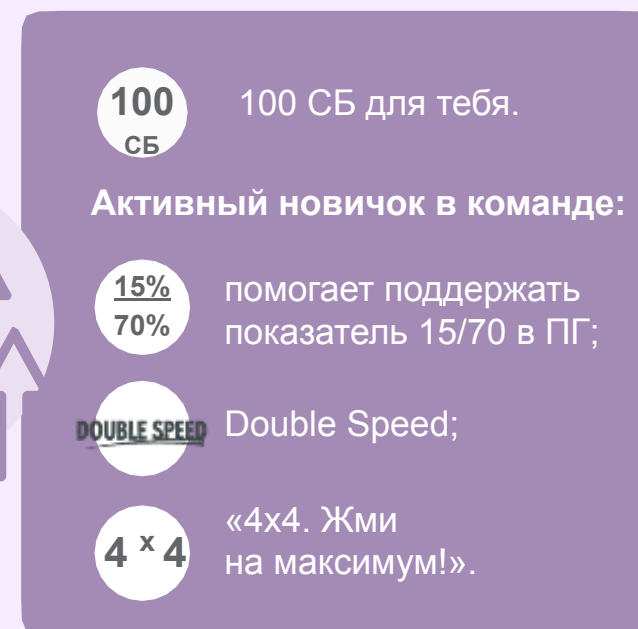 100
СБ
100 СБ для тебя.
Активный новичок в команде:
15%
70%
помогает поддержать
показатель 15/70 в ПГ;
DOUBLE SPEED
Double Speed;
4 x 4
«4х4. Жми
на максимум!».